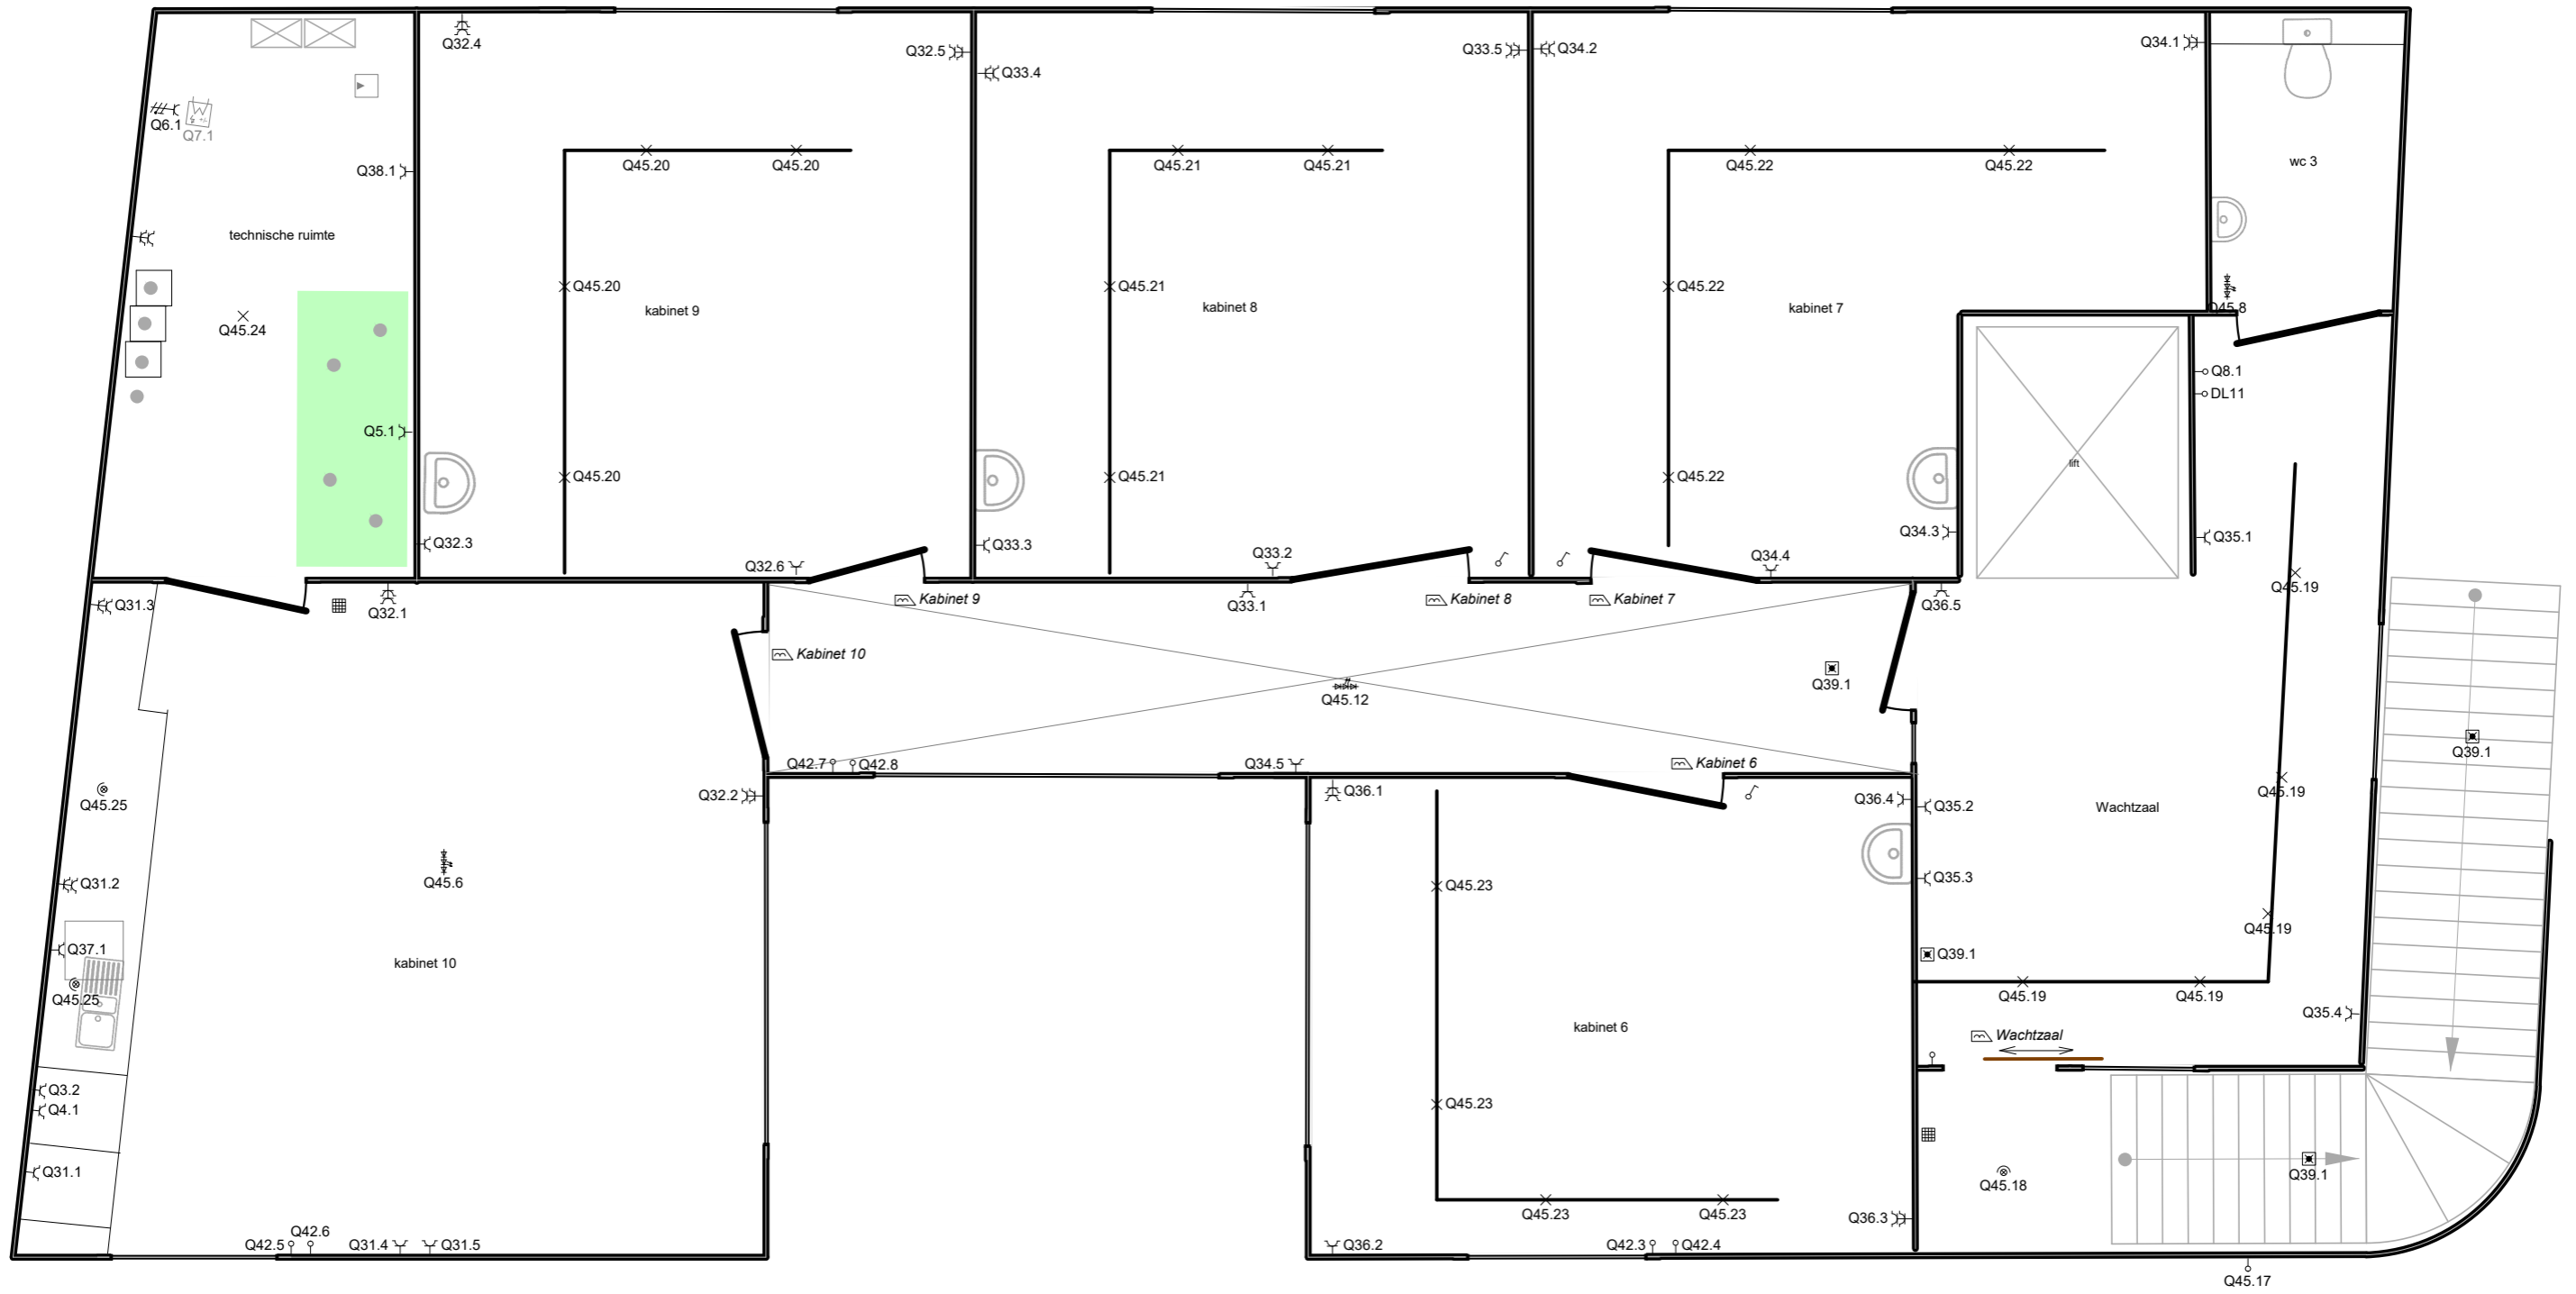 Q32.4
Q32.5
Q33.4
Q33.5
Q34.2
Q34.1
Q6.1
Q7.1
Q38.1
Q45.20
Q45.20
Q45.21
Q45.21
Q45.22
Q45.22
wc 3
technische ruimte
Q45.20
Q45.21
Q45.22
kabinet 9
kabinet 8
kabinet 7
Q45.8
Q45.24
Q8.1
DL11
Q5.1
lift
Q45.20
Q45.21
Q45.22
Q32.3
Q33.3
Q34.3
Q35.1
Q32.6
Q33.2
Q34.4
Q45.19
Q31.3
Q32.1
Kabinet 9
Q33.1
Kabinet 8
Kabinet 7
Q36.5
Kabinet 10
Q39.1
Q45.12
Q39.1
Q42.7
Q42.8
Q34.5
Kabinet 6
Q45.25
Q32.2
Q36.1
Q36.4
Q35.2
Wachtzaal
Q45.19
Q31.2
Q45.6
Q45.23
Q35.3
Q45.19
Q37.1
kabinet 10
Q39.1
Q45.25
Q45.19
Q45.19
Q35.4
kabinet 6
Wachtzaal
Q3.2
Q4.1
Q45.23
Q31.1
Q45.18
Q39.1
Q45.23
Q45.23
Q36.3
Q42.5
Q42.6
Q31.4
Q31.5
Q36.2
Q42.3
Q42.4
Q45.17